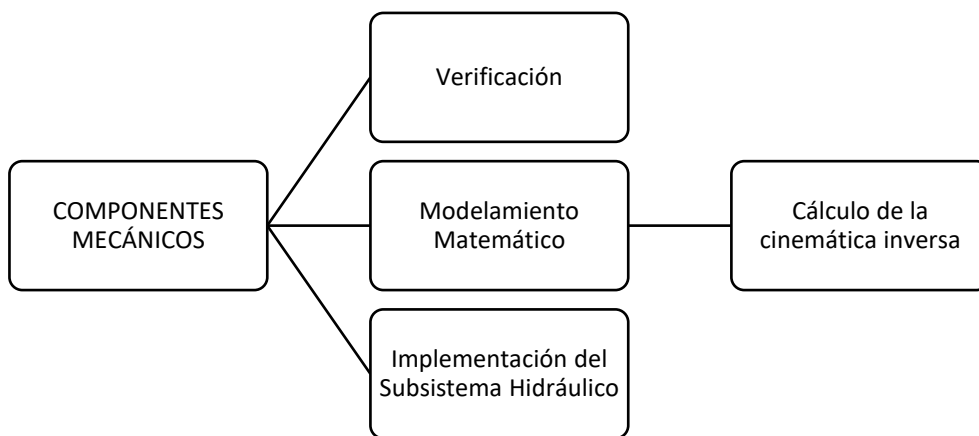 Verificación
COMPONENTES
MECÁNICOS
Modelamiento
Matemático
Cálculo de la
cinemática inversa
Implementación del
Subsistema Hidráulico